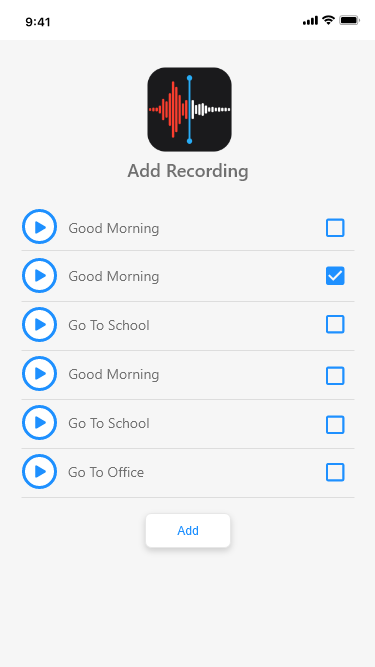 9:41
Add Recording
Good Morning
Good Morning
Go To School
Good Morning
Go To School
Go To Office
Add